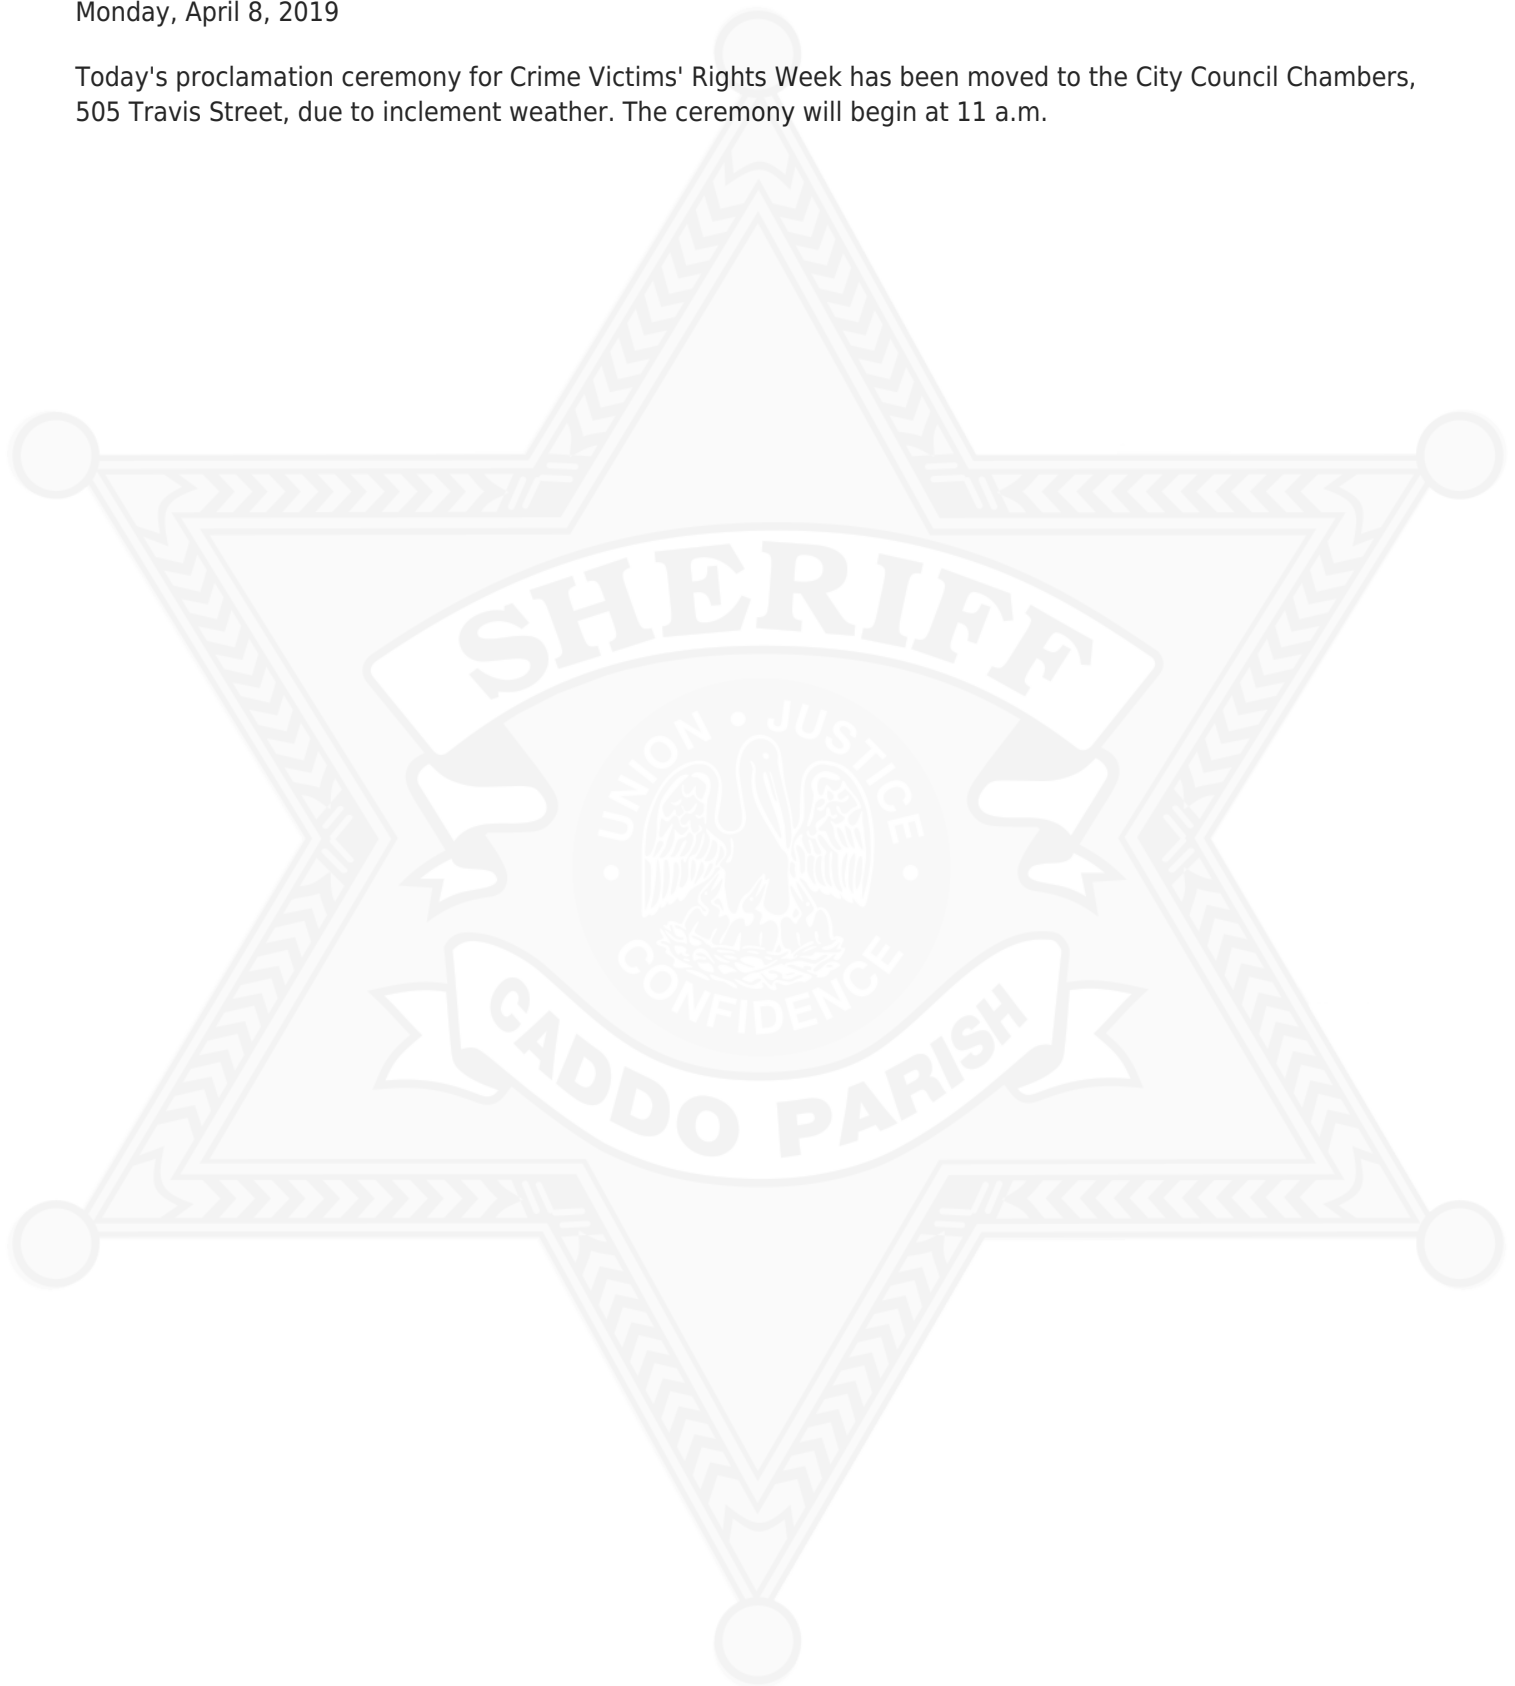 Monday, April 8, 2019
Today's proclamation ceremony for Crime Victims' Rights Week has been moved to the City Council Chambers,
505 Travis Street, due to inclement weather. The ceremony will begin at 11 a.m.
SHERIFF
UNION • JUSTICE
• CONFIDENCE •
CADDO PARISH